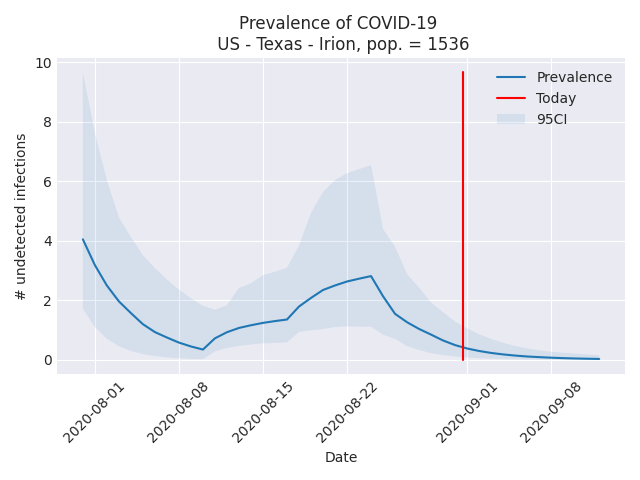 Prevalence of COVID-19
US - Texas - Irion, pop. = 1536
10
8
6
4
2
0
# undetected infections
Prevalence
Today
95CI
2020-08-01
2020-08-08
2020-08-15
2020-08-22
2020-09-01
2020-09-08
Date